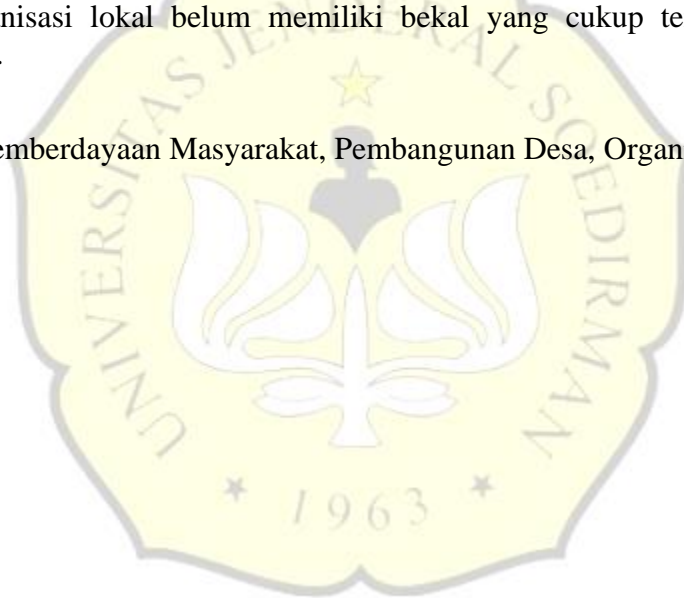 nisasi lokal belum memiliki bekal yang cukup te
.
emberdayaan Masyarakat, Pembangunan Desa, Organ
UNIVERSITAS JENDERAL SOEDIRMAN
* 1963 *